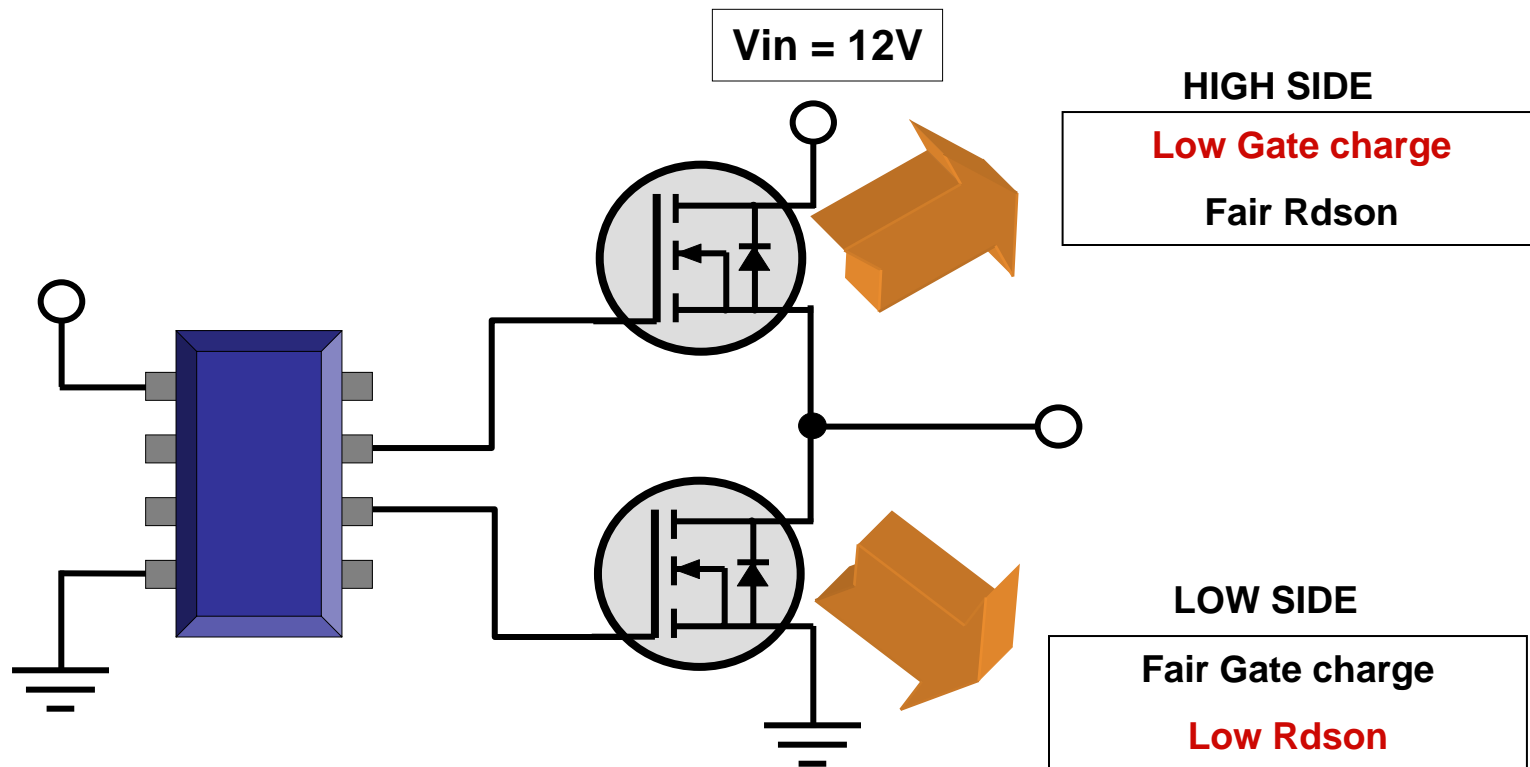 Vin = 12V
HIGH SIDE
Low Gate charge
Fair Rdson
LOW SIDE
Fair Gate charge
Low Rdson